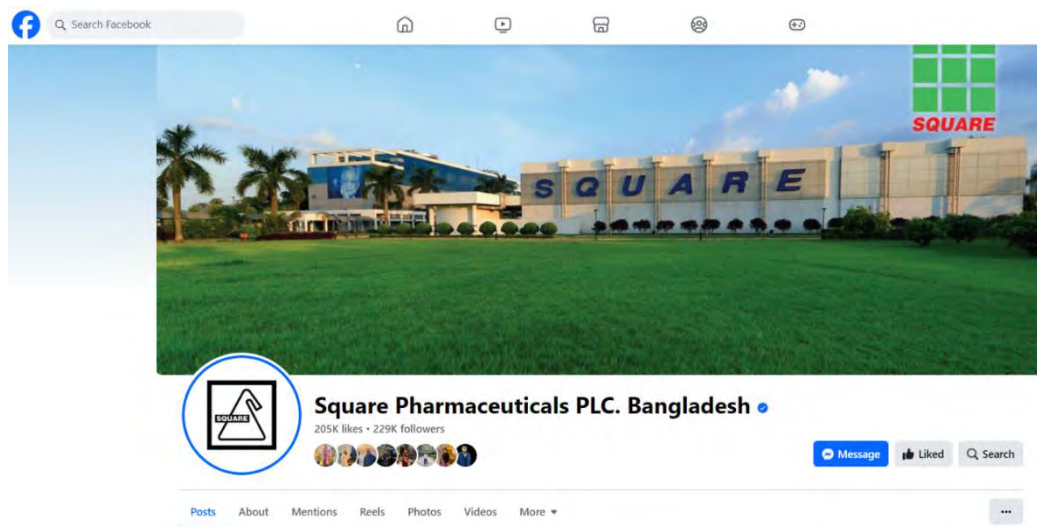 Search Facebook
SQUARE
SQUARE
SQUARE
Square Pharmaceuticals PLC. Bangladesh
205K likes • 229K followers
Message
Liked
Search
Posts
About
Mentions
Reels
Photos
Videos
More